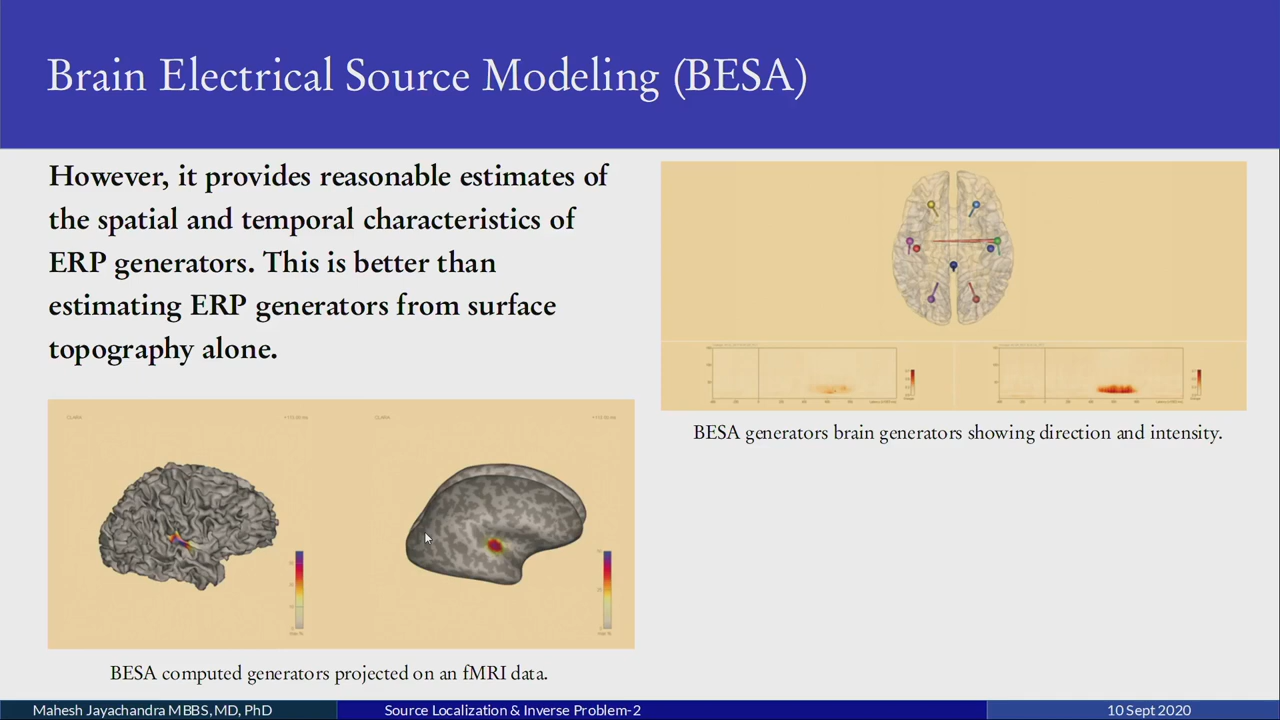 Brain Electrical Source Modeling (BESA)
However, it provides reasonable estimates of
the spatial and temporal characteristics of
ERP generators. This is better than
estimating ERP generators from surface
topography alone.
BESA generators brain generators showing direction and intensity.
CLARA
CLARA
BESA computed generators projected on an fMRI data.
Mahesh Jayachandra MBBS, MD, PhD
Source Localization & Inverse Problem-2
10 Sept 2020